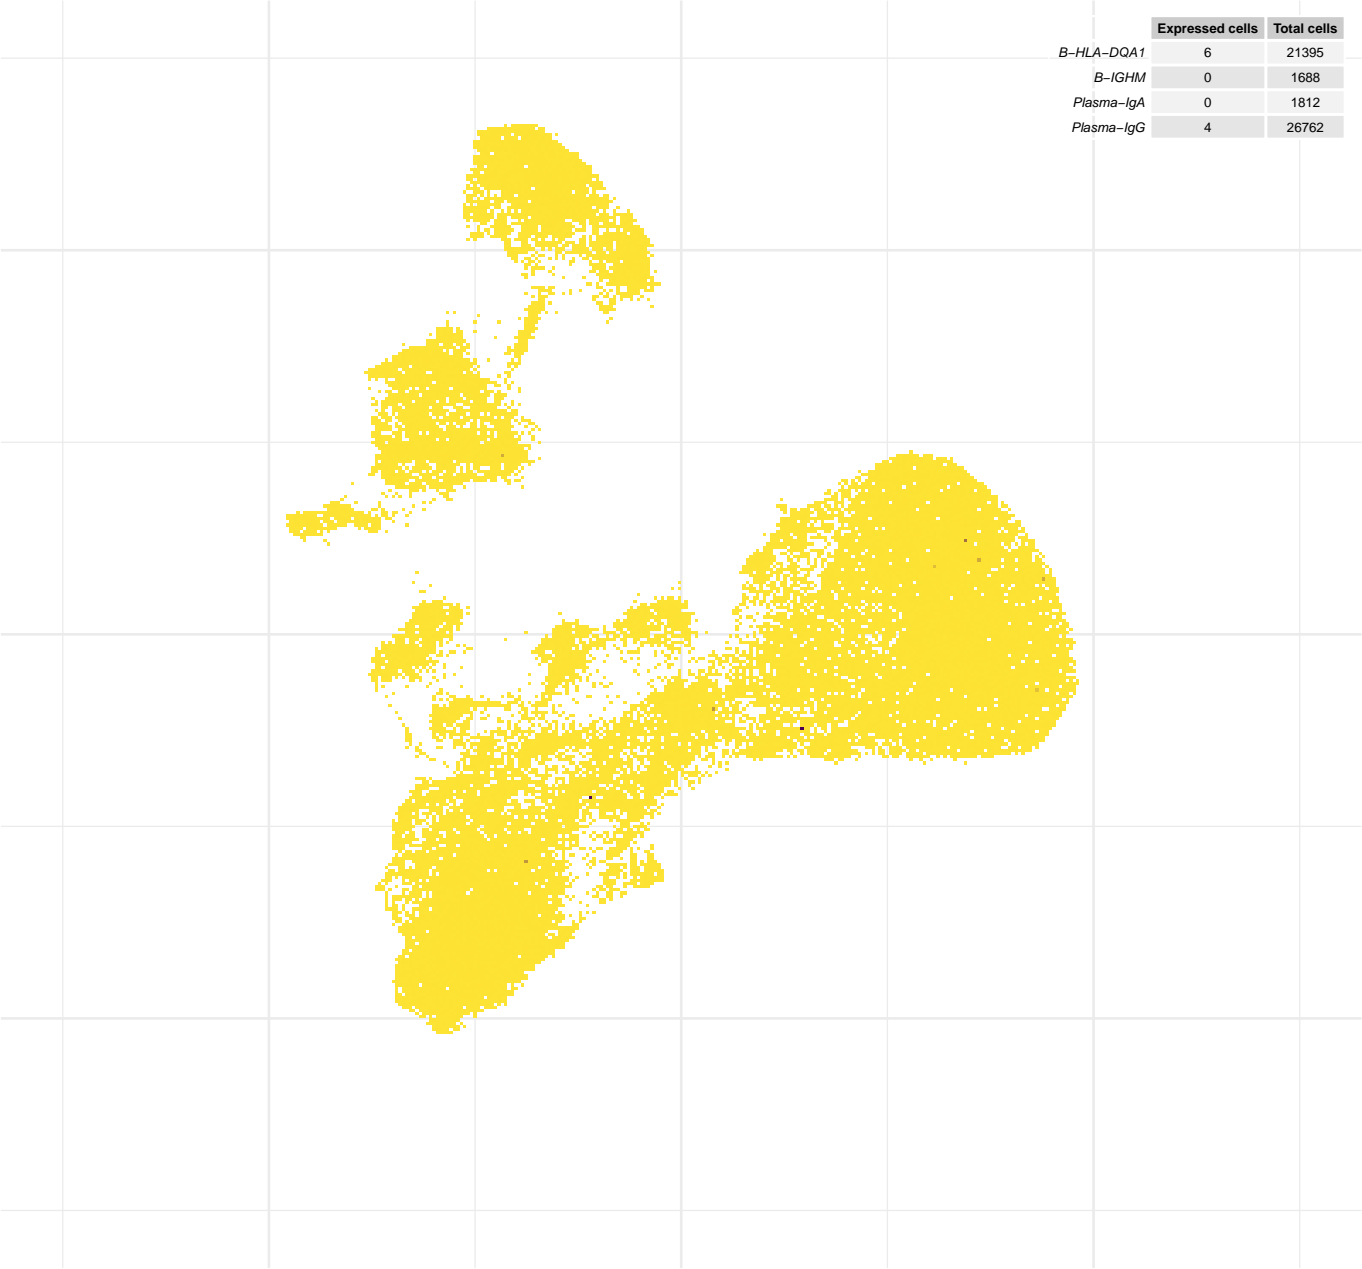 Expressed cells Total cells
B−HLA−DQA1 6 21395
B−IGHM 0 1688
Plasma−IgA 0 1812
Plasma−IgG 4 26762